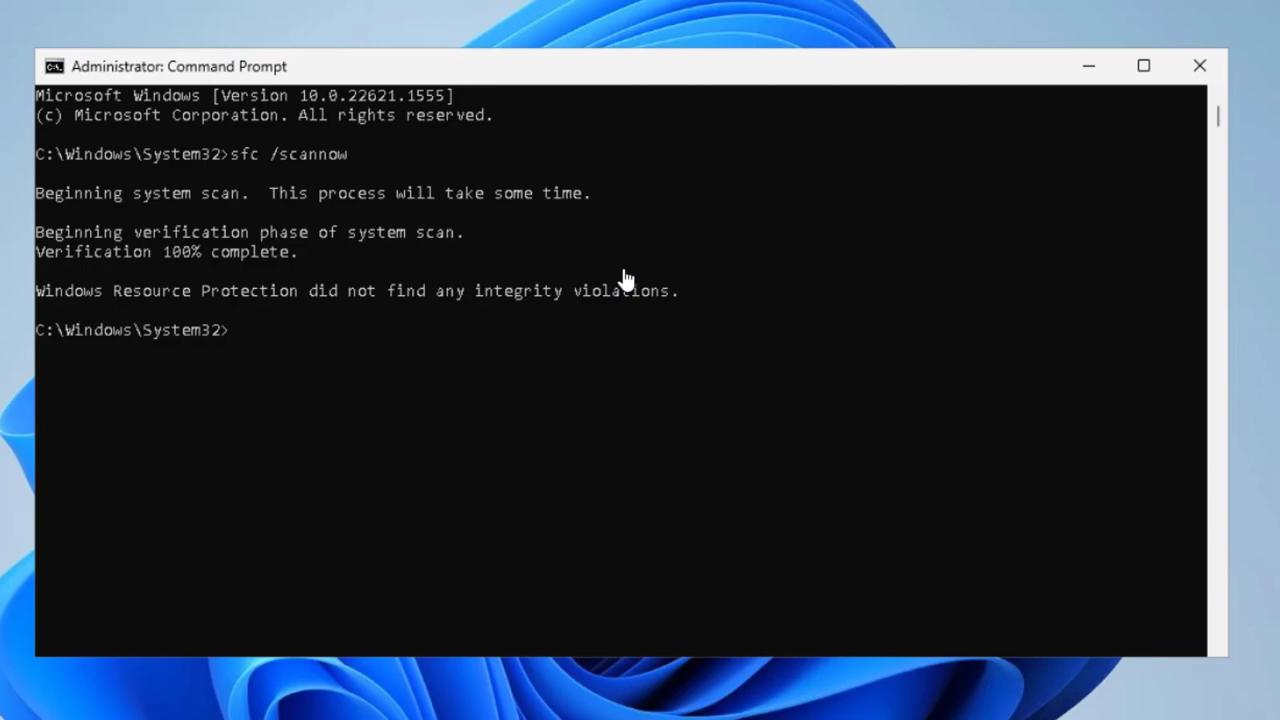 Administrator: Command Prompt
Microsoft Windows [Version 10.0.22621.1555]
(c) Microsoft Corporation. All rights reserved.
C:\Windows\System32>sfc /scannow
Beginning system scan.  This process will take some time.
Beginning verification phase of system scan.
Verification 100% complete.
Windows Resource Protection did not find any integrity violations.
C:\Windows\System32>